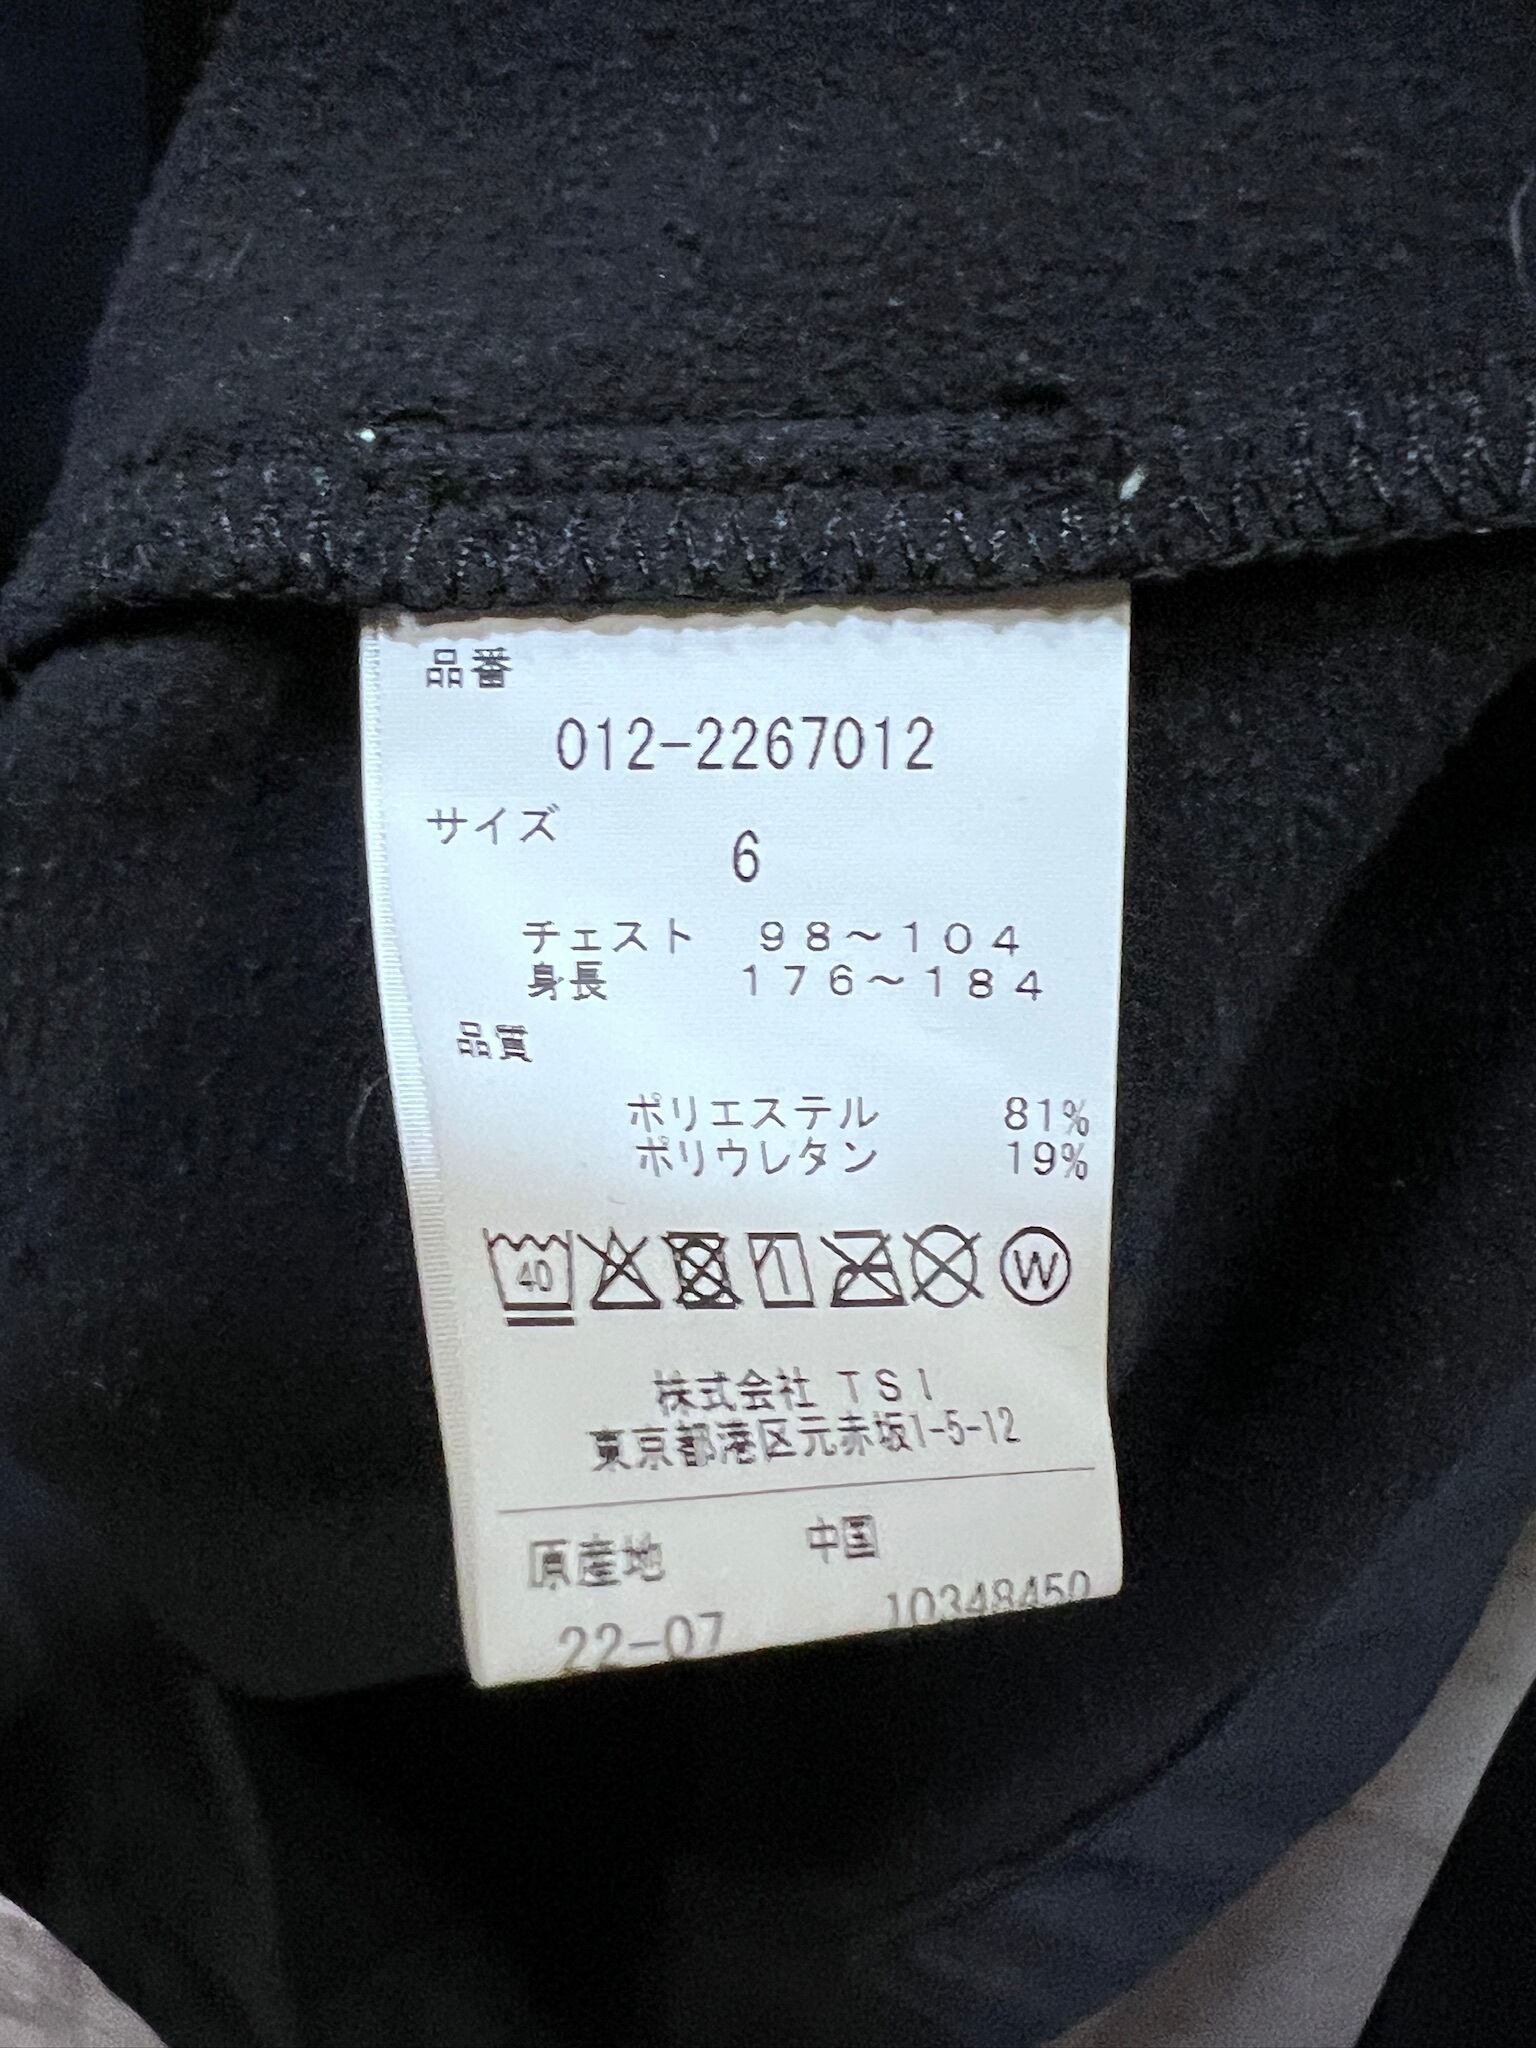 品番
012-2267012
サイズ
6
チェスト 98～104
身長 176～184
品質
ポリエステル 81%
ポリウレタン 19%
40
W
株式会社 TSI
東京都港区元赤坂1-5-12
原産地 中国
22-07 10348450